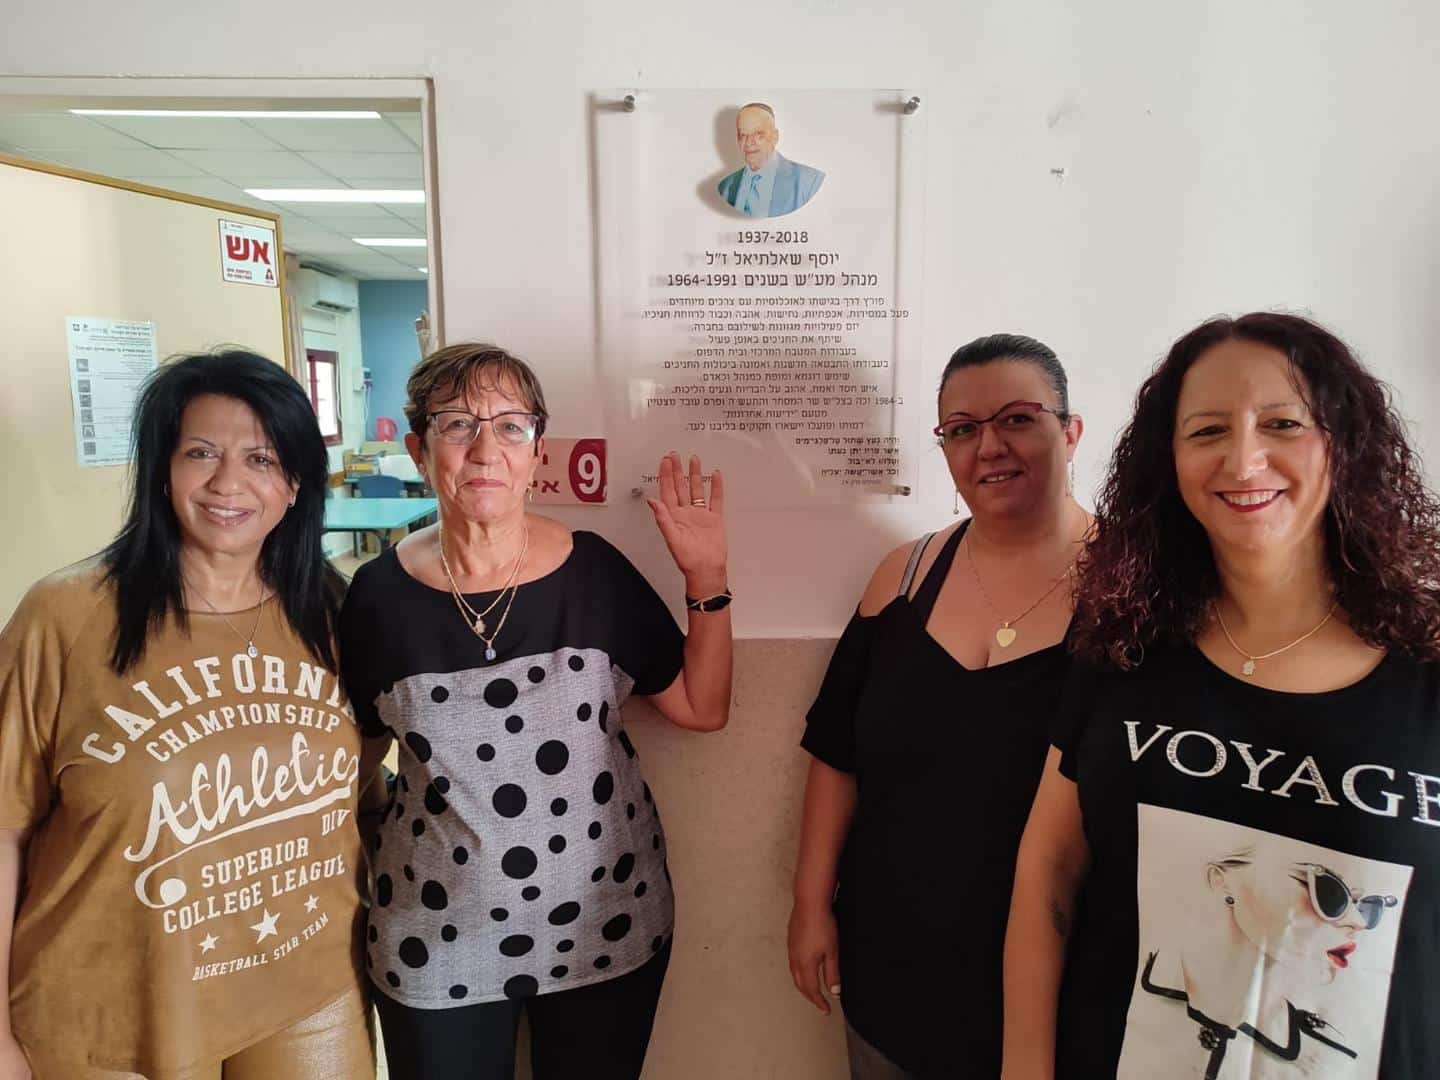 1937-2018
יוסף שאלתיאל ז"ל
מנהל מע"ש בשנים 1964-1991
פורץ דרך בגישתו לאוכלוסיות עם צרכים מיוחדים.
פעל במסירות, אכפתיות, נחישות, אהבה וכבוד לרווחת חניכיו.
יזם פעילויות מגוונות לשילובם בחברה.
שיתף את החניכים באופן פעיל
בעבודות המטבח המרכזי ובית הדפוס.
בעבודתו התבטאה חדשנות ואמונה ביכולות החניכים.
שימש דוגמא ומופת כמנהל וכאדם.
איש חסד ואמת, אהוב על הבריות ונעים הליכות.
ב-1984 זכה בצל"ש שר המסחר והתעשיה ופרס עובד מצטיין
מטעם "ידיעות אחרונות"
דמותו ופועלו יישארו חקוקים בליבנו לעד.
והיה כעץ שתול על-פלגי-מים
אשר פריו יתן בעתו
ועלהו לא-יבול
וכל אשר-יעשה יצליח
אש
9
CALIFORNIA
CHAMPIONSHIP
Athletic
DIV
SUPERIOR
COLLEGE LEAGUE
BASKETBALL STAR TEAM
VOYAGE